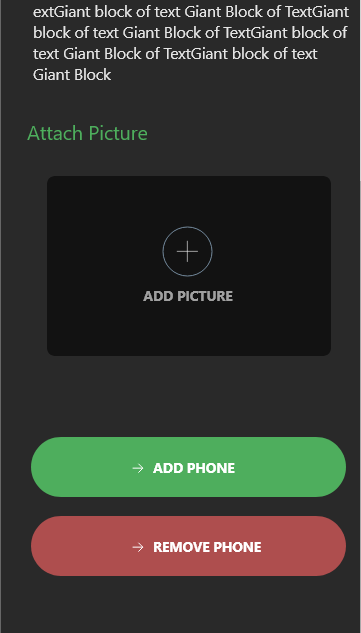 extGiant block of text Giant Block of TextGiant
block of text Giant Block of TextGiant block of
text Giant Block of TextGiant block of text
Giant Block
Attach Picture
ADD PICTURE
ADD PHONE
REMOVE PHONE